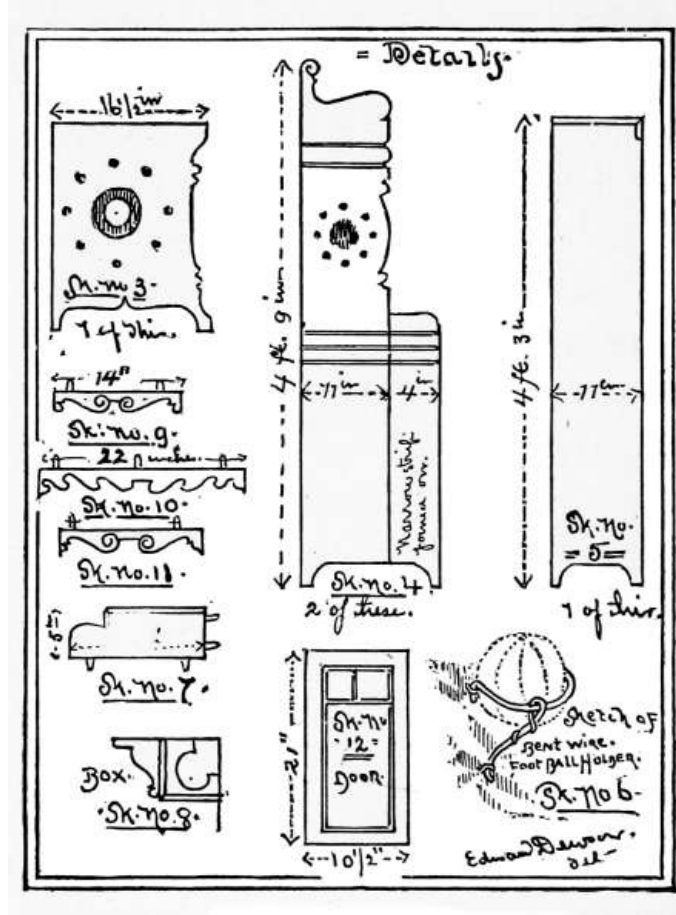 = Details.
16 1/2 in
Sk. No 3.
1 of this.
14"
Sk. No. 9.
22 inches
Sk. No. 10.
Sk. No. 11.
5 in
Sk. No. 7.
Box.
Sk. No. 8.
4 ft. 9 in
11 in
4 in
Narrow strip
joined on.
Sk. No. 4
2 of these.
21"
Sk. No
12
Door.
10 1/2"
4 ft. 3 in
11 in
Sk. No.
= 5 =
1 of this.
Sketch of
Bent wire.
Foot Ball Holder.
Sk. No 6.
Edward
del